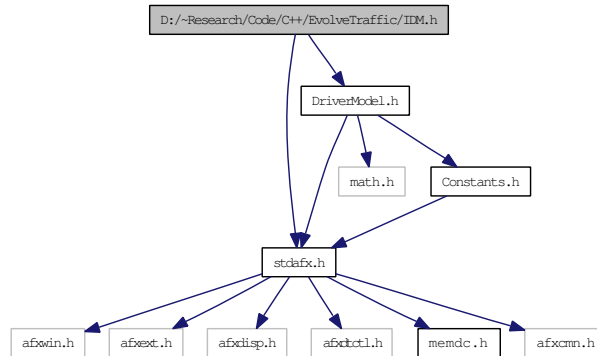 D:/~Research/Code/C++/EvolveTraffic/IDM.h
DriverModel.h
math.h
Constants.h
stdafx.h
afxwin.h
afxext.h
afxdisp.h
afxdtctl.h
memdc.h
afxcmn.h